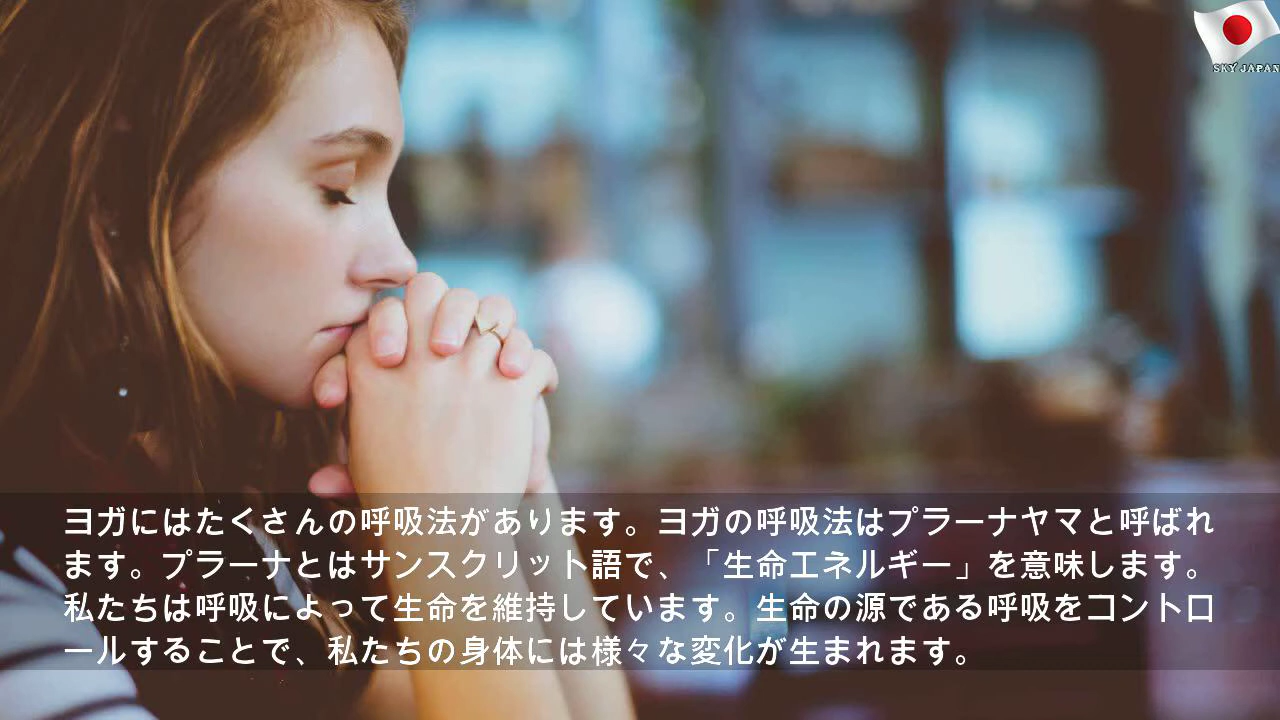 SKY JAPAN
ヨガにはたくさんの呼吸法があります。ヨガの呼吸法はプラーナヤマと呼ばれ
ます。プラーナとはサンスクリット語で、「生命エネルギー」を意味します。
私たちは呼吸によって生命を維持しています。生命の源である呼吸をコントロ
ールすることで、私たちの身体には様々な変化が生まれます。